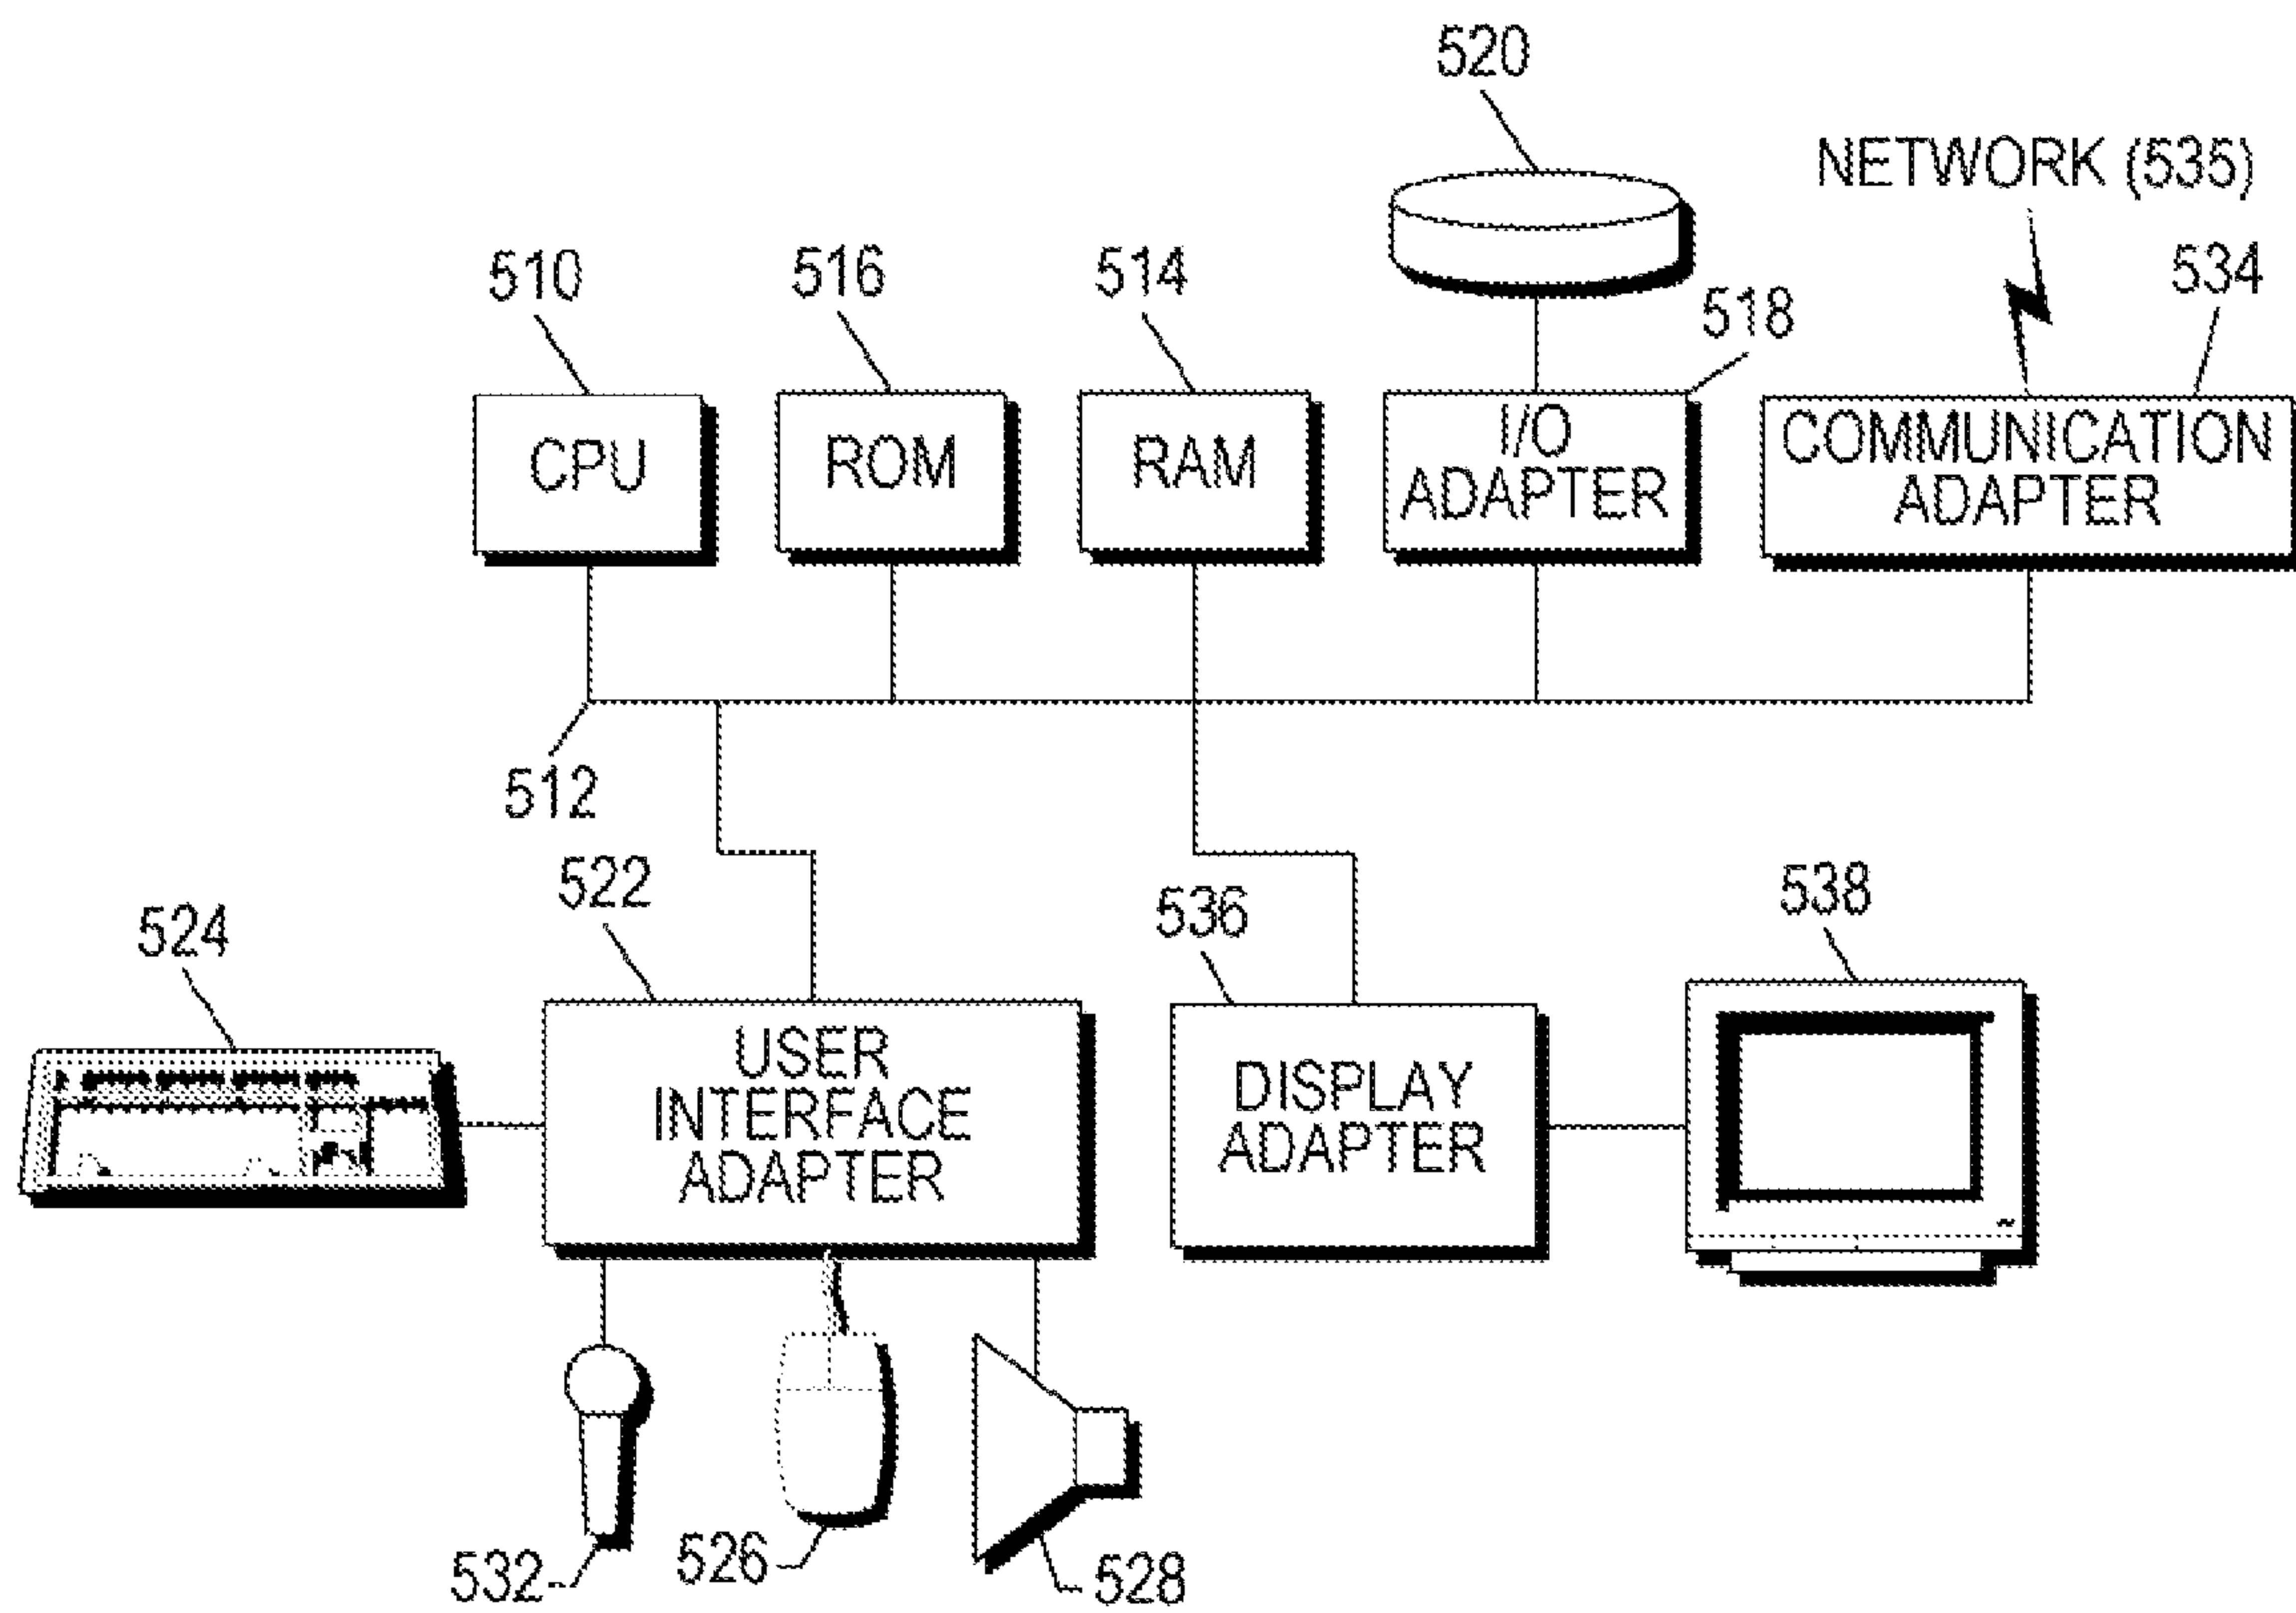 520
NETWORK (535)
510
516
514
518
534
CPU
ROM
RAM
I/O
ADAPTER
COMMUNICATION
ADAPTER
512
522
524
536
538
USER
INTERFACE
ADAPTER
DISPLAY
ADAPTER
532
526
528